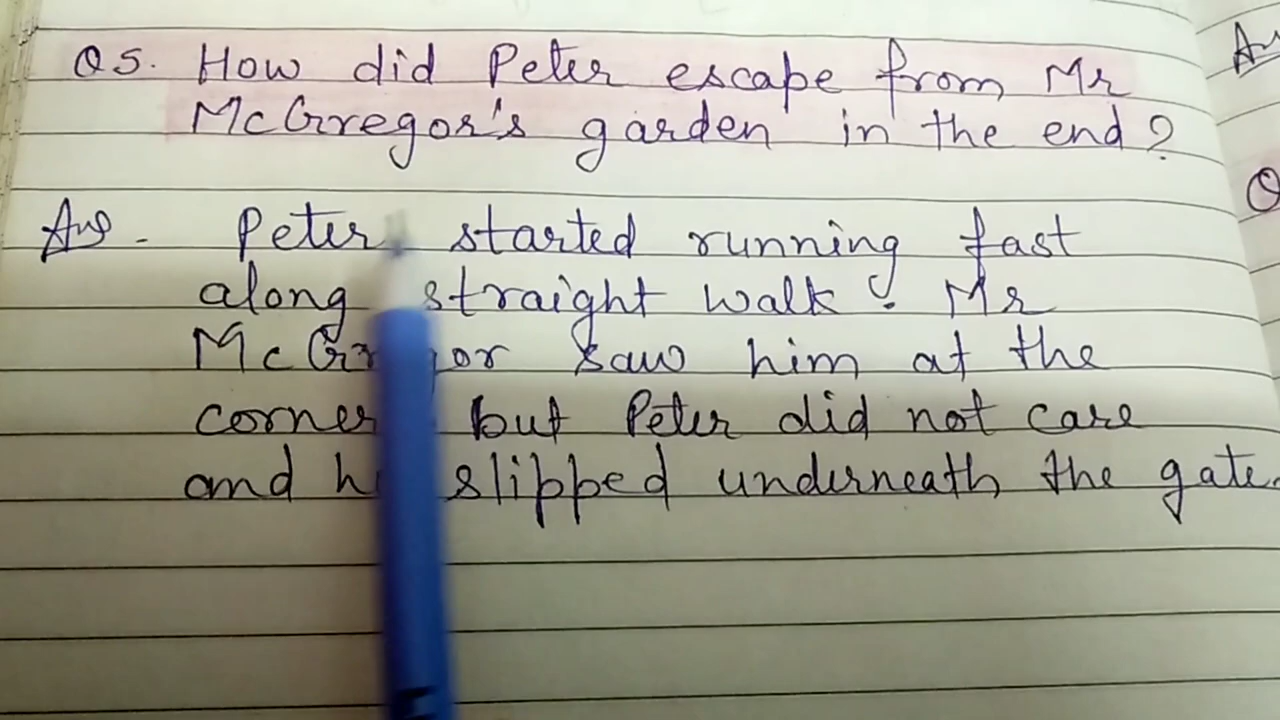 Q5. How did Peter escape from Mr
McGregor's garden in the end?
Ans. Peter started running fast
along straight walk. Mr
saw him at the
corner but Peter did not care
and slipped underneath the gate.
Ans
Q